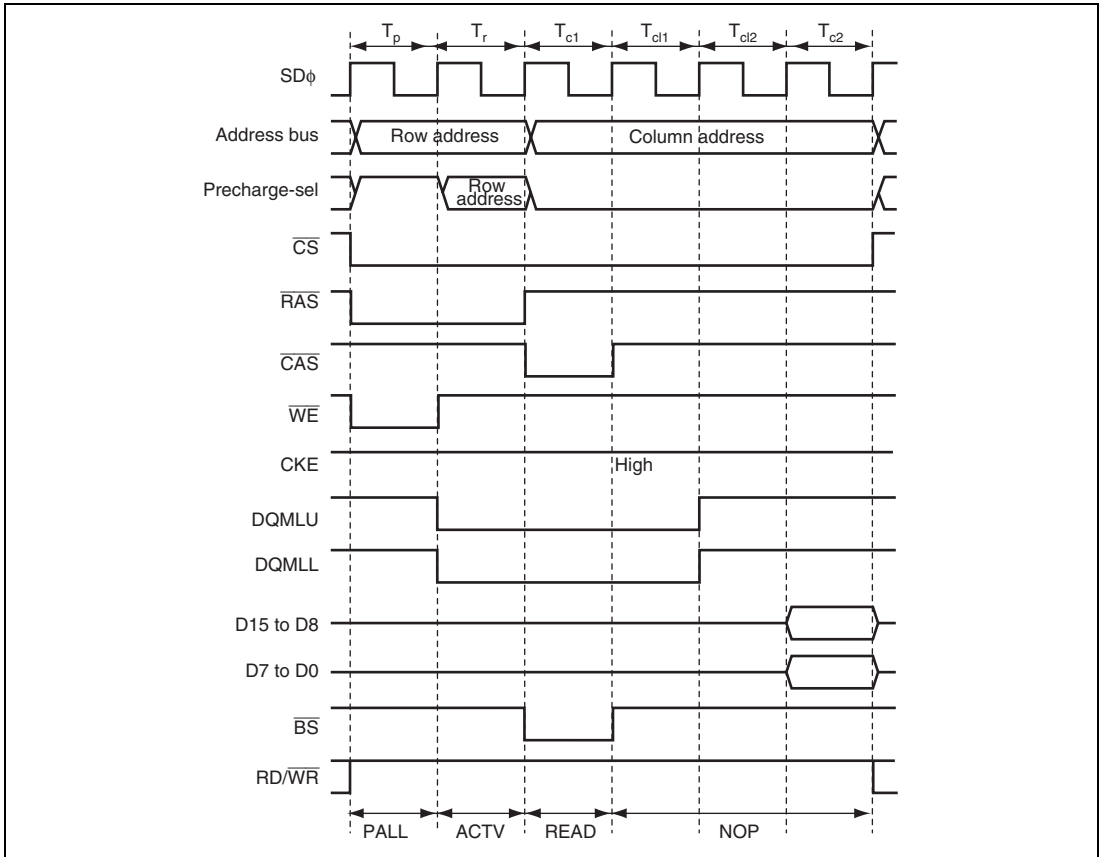 Tp Tr Tc1 Tcl1 Tcl2 Tc2
SDϕ
Address bus Row address Column address
Precharge-sel Row address
CS
RAS
CAS
WE
CKE High
DQMLU
DQMLL
D15 to D8
D7 to D0
BS
RD/WR
PALL ACTV READ NOP